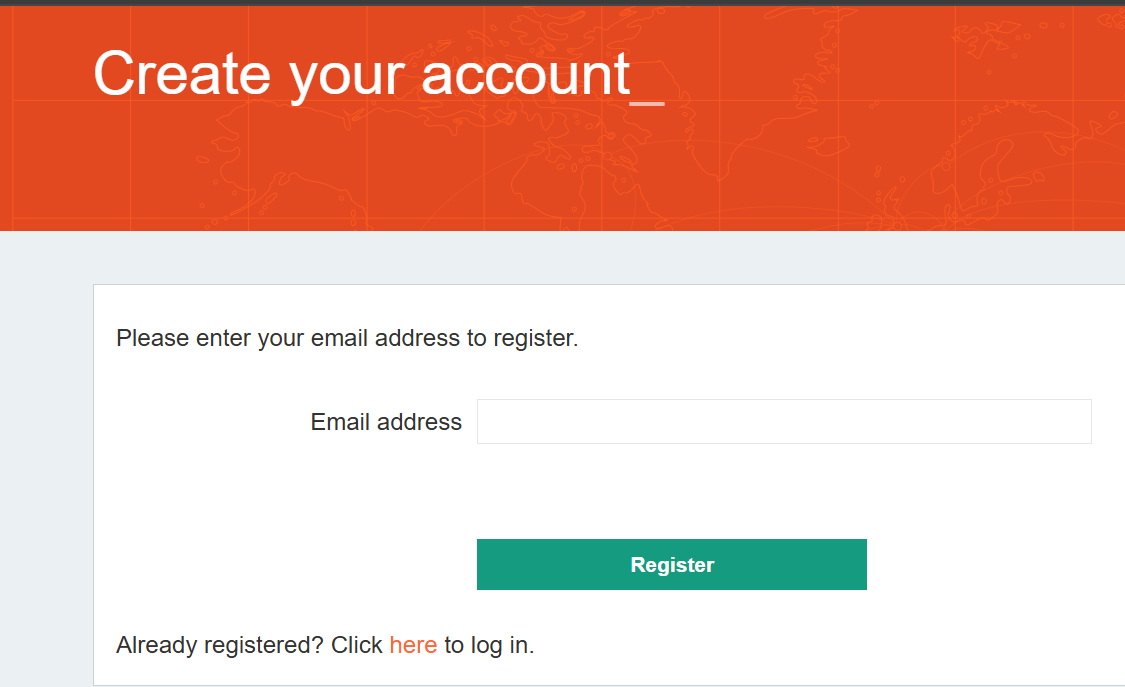 Create your account_
Please enter your email address to register.
Email address
Register
Already registered? Click here to log in.